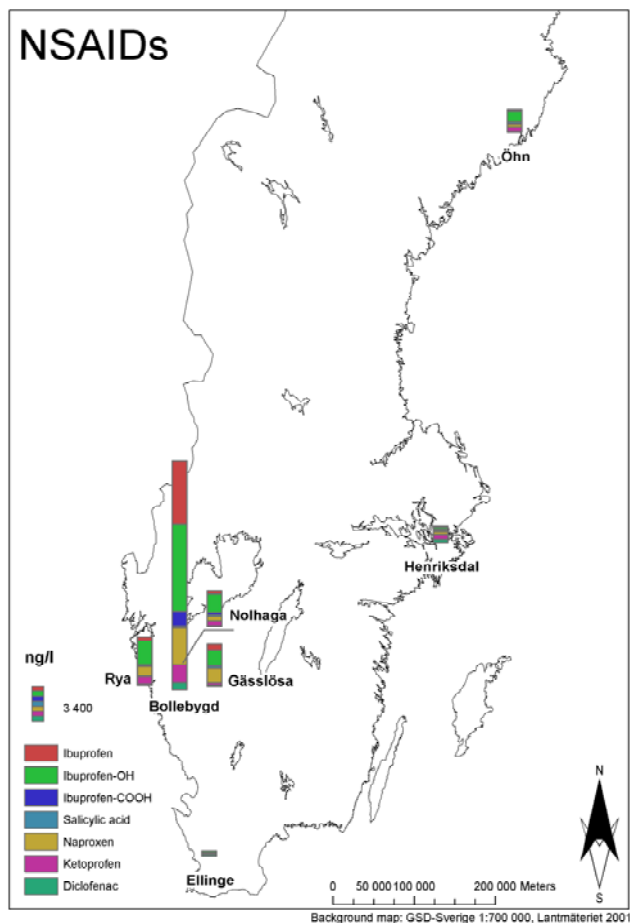 NSAIDs
Öhn
Henriksdal
Nolhaga
Rya
Gässlösa
Bollebygd
Ellinge
ng/l
3 400
Ibuprofen
Ibuprofen-OH
Ibuprofen-COOH
Salicylic acid
Naproxen
Ketoprofen
Diclofenac
N
S
0 50 000 100 000 200 000 Meters
Background map: GSD-Sverige 1:700 000, Lantmäteriet 2001